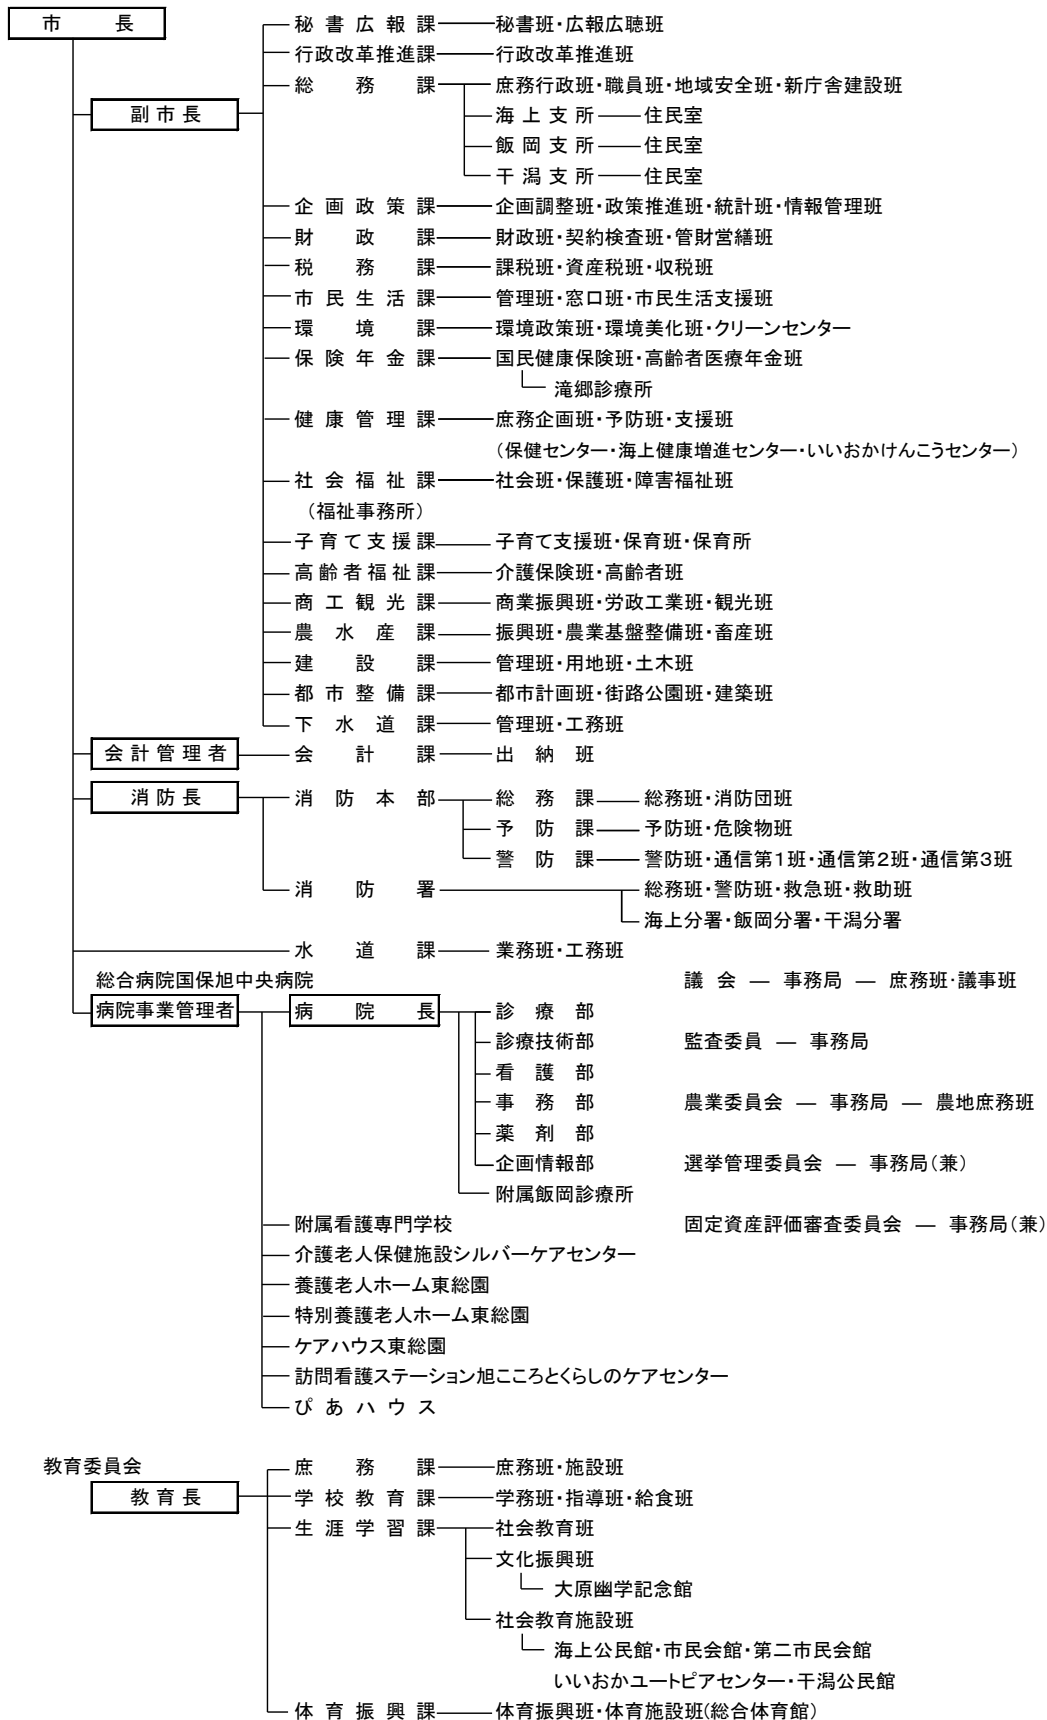 市長
秘書広報課 秘書班・広報広聴班
行政改革推進課 行政改革推進班
総務課 庶務行政班・職員班・地域安全班・新庁舎建設班
副市長 海上支所 住民室
飯岡支所 住民室
干潟支所 住民室
企画政策課 企画調整班・政策推進班・統計班・情報管理班
財政課 財政班・契約検査班・管財営繕班
税務課 課税班・資産税班・収税班
市民生活課 管理班・窓口班・市民生活支援班
環境課 環境政策班・環境美化班・クリーンセンター
保険年金課 国民健康保険班・高齢者医療年金班
滝郷診療所
健康管理課 庶務企画班・予防班・支援班
（保健センター・海上健康増進センター・いいおかけんこうセンター）
社会福祉課 社会班・保護班・障害福祉班
（福祉事務所）
子育て支援課 子育て支援班・保育班・保育所
高齢者福祉課 介護保険班・高齢者班
商工観光課 商業振興班・労政工業班・観光班
農水産課 振興班・農業基盤整備班・畜産班
建設課 管理班・用地班・土木班
都市整備課 都市計画班・街路公園班・建築班
下水道課 管理班・工務班
会計管理者 会計課 出納班
消防長 消防本部 総務課 総務班・消防団班
予防課 予防班・危険物班
警防課 警防班・通信第１班・通信第２班・通信第３班
消防署 総務班・警防班・救急班・救助班
海上分署・飯岡分署・干潟分署
水道課 業務班・工務班
総合病院国保旭中央病院 議会 ― 事務局 ― 庶務班・議事班
病院事業管理者 病院長 診療部
診療技術部 監査委員 ― 事務局
看護部
事務部 農業委員会 ― 事務局 ― 農地庶務班
薬剤部
企画情報部 選挙管理委員会 ― 事務局（兼）
附属飯岡診療所
附属看護専門学校 固定資産評価審査委員会 ― 事務局（兼）
介護老人保健施設シルバーケアセンター
養護老人ホーム東総園
特別養護老人ホーム東総園
ケアハウス東総園
訪問看護ステーション旭こころとくらしのケアセンター
ぴあハウス
教育委員会 庶務課 庶務班・施設班
教育長 学校教育課 学務班・指導班・給食班
生涯学習課 社会教育班
文化振興班
大原幽学記念館
社会教育施設班
海上公民館・市民会館・第二市民会館
いいおかユートピアセンター・干潟公民館
体育振興課 体育振興班・体育施設班(総合体育館）